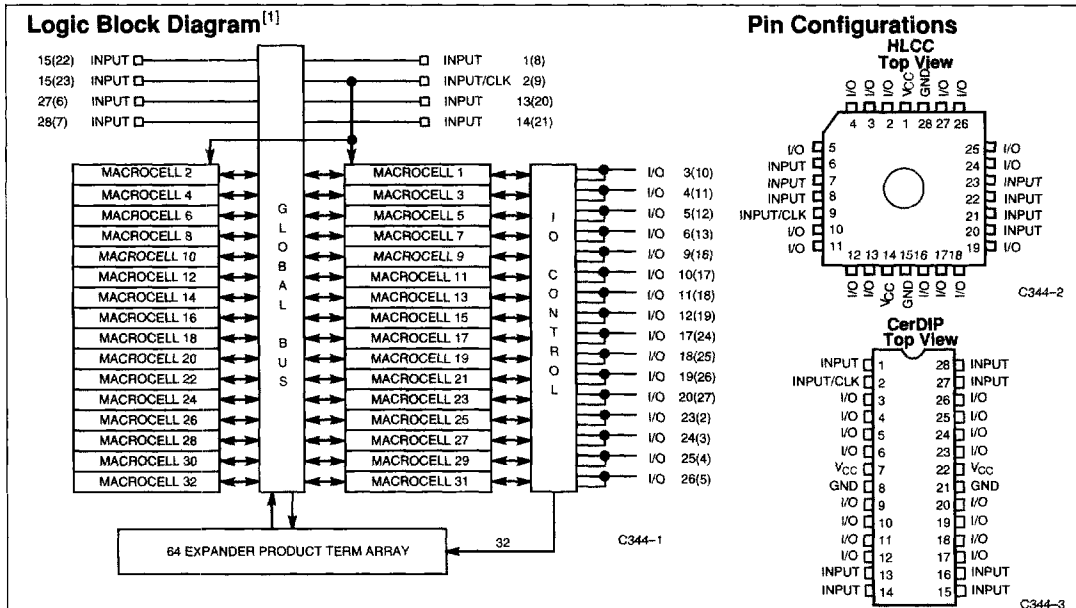 Logic Block Diagram[1]
15(22) INPUT
15(23) INPUT
27(6) INPUT
28(7) INPUT
INPUT 1(8)
INPUT/CLK 2(9)
INPUT 13(20)
INPUT 14(21)
MACROCELL 2
MACROCELL 4
MACROCELL 6
MACROCELL 8
MACROCELL 10
MACROCELL 12
MACROCELL 14
MACROCELL 16
MACROCELL 18
MACROCELL 20
MACROCELL 22
MACROCELL 24
MACROCELL 26
MACROCELL 28
MACROCELL 30
MACROCELL 32
GLOBAL BUS
MACROCELL 1
MACROCELL 3
MACROCELL 5
MACROCELL 7
MACROCELL 9
MACROCELL 11
MACROCELL 13
MACROCELL 15
MACROCELL 17
MACROCELL 19
MACROCELL 21
MACROCELL 23
MACROCELL 25
MACROCELL 27
MACROCELL 29
MACROCELL 31
IO CONTROL
I/O 3(10)
I/O 4(11)
I/O 5(12)
I/O 6(13)
I/O 9(16)
I/O 10(17)
I/O 11(18)
I/O 12(19)
I/O 17(24)
I/O 18(25)
I/O 19(26)
I/O 20(27)
I/O 23(2)
I/O 24(3)
I/O 25(4)
I/O 26(5)
64 EXPANDER PRODUCT TERM ARRAY
32
C344–1
Pin Configurations
HLCC
Top View
I/O I/O I/O VCC GND I/O I/O
4 3 2 1 28 27 26
I/O 5
INPUT 6
INPUT 7
INPUT 8
INPUT/CLK 9
I/O 10
I/O 11
25 I/O
24 I/O
23 INPUT
22 INPUT
21 INPUT
20 INPUT
19 I/O
12 13 14 15 16 17 18
I/O I/O VCC GND I/O I/O I/O
C344–2
CerDIP
Top View
INPUT 1 28 INPUT
INPUT/CLK 2 27 INPUT
I/O 3 26 I/O
I/O 4 25 I/O
I/O 5 24 I/O
I/O 6 23 I/O
VCC 7 22 VCC
GND 8 21 GND
I/O 9 20 I/O
I/O 10 19 I/O
I/O 11 18 I/O
I/O 12 17 I/O
INPUT 13 16 INPUT
INPUT 14 15 INPUT
C344–3